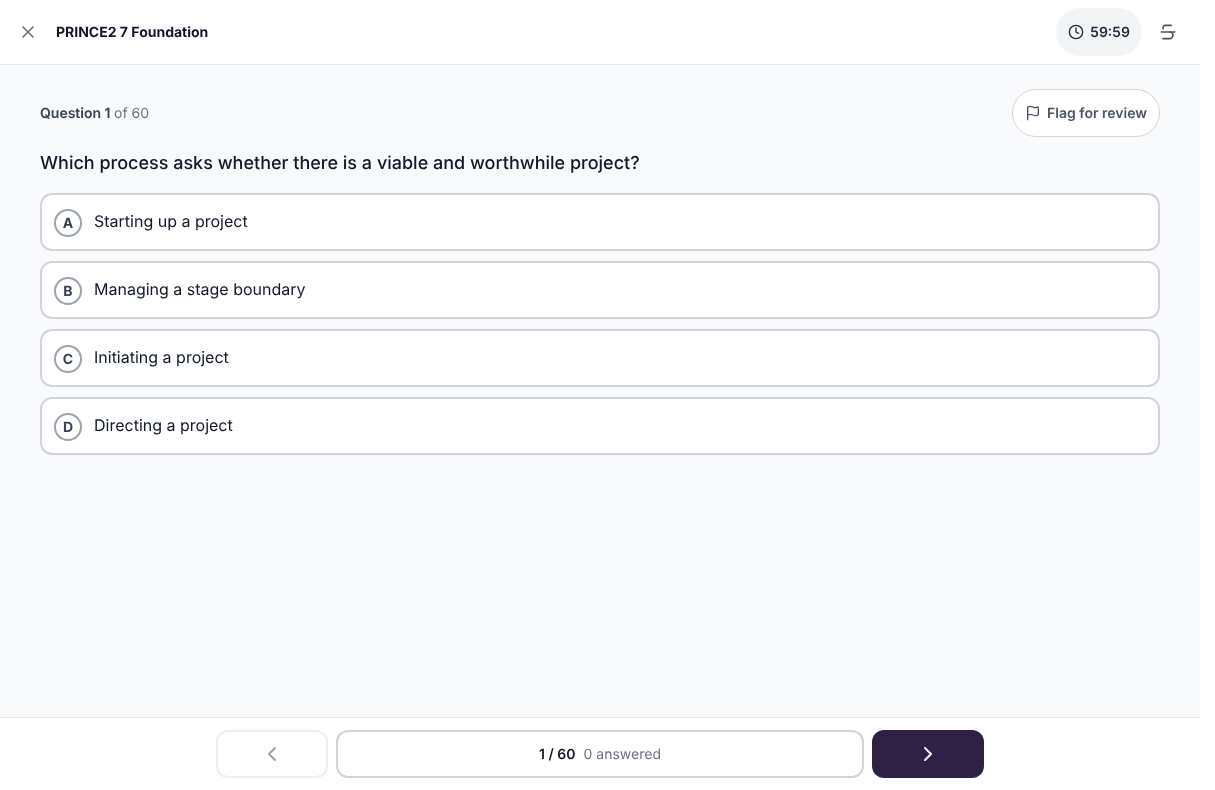 PRINCE2 7 Foundation
59:59
Question 1 of 60
Flag for review
Which process asks whether there is a viable and worthwhile project?
A Starting up a project
B Managing a stage boundary
C Initiating a project
D Directing a project
1 / 60 0 answered